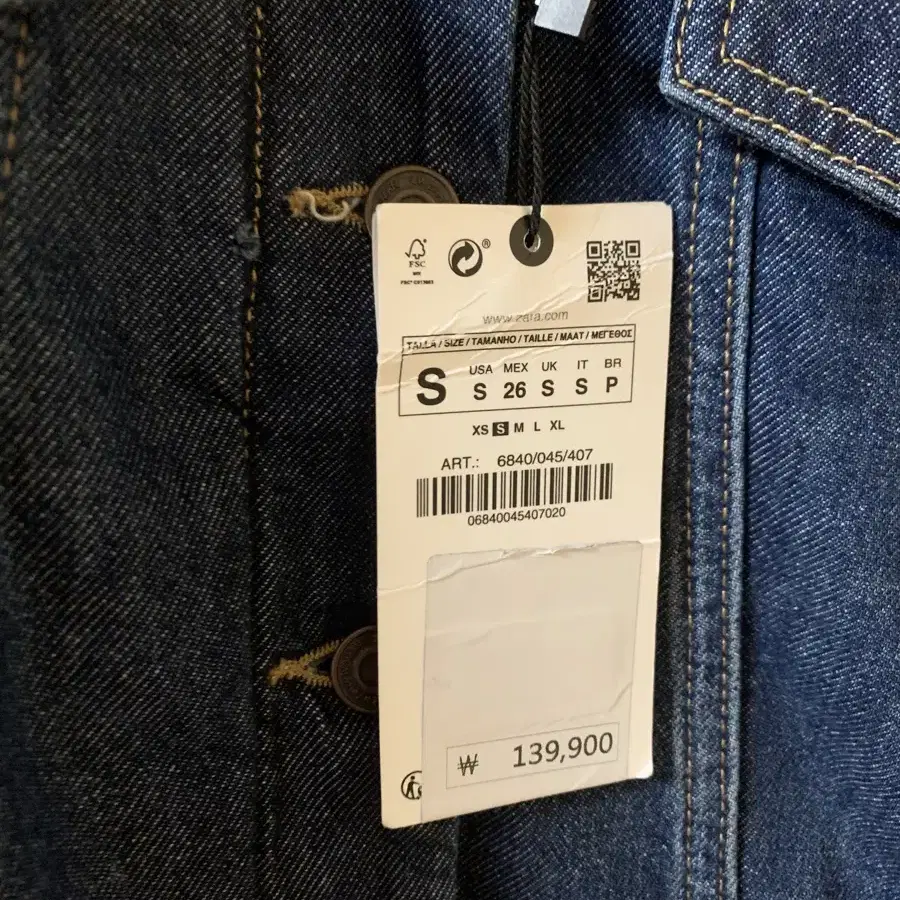 FSC
www.zara.com
TALLA / SIZE / TAMANHO / TAILLE / MAAT / ΜΕΓΕΘΟΣ
S
USA MEX UK IT BR
S 26 S S P
XS S M L XL
ART.: 6840/045/407
06840045407020
₩ 139,900